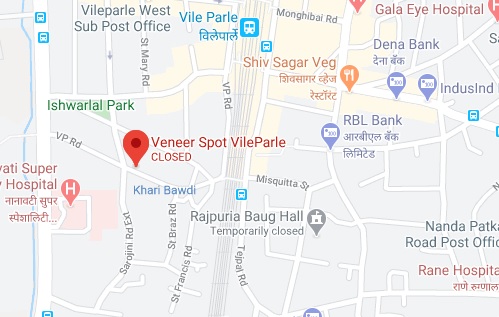 Vileparle West
Sub Post Office
St Mary Rd
Vile Parle
विलेपार्ले
Monghibai Rd
Gala Eye Hospital
Dena Bank
देना बँक
Shiv Sagar Veg
शिवसागर व्हेज
रेस्टॉरंट
IndusInd
Ishwarlal Park
VP Rd
RBL Bank
आरबीएल बँक
लिमिटेड
VP Rd
Veneer Spot VileParle
CLOSED
vati Super
y Hospital
नानावटी सुपर
स्पेशालिटी...
Khari Bawdi
Misquitta St
Rajpuria Baug Hall
Temporarily closed
Sarojini Rd Ext
St Braz Rd
St Francis Rd
Tejpal Rd
Nanda Patka
Road Post Offic
Rane Hospita
राणे रुग्णाल